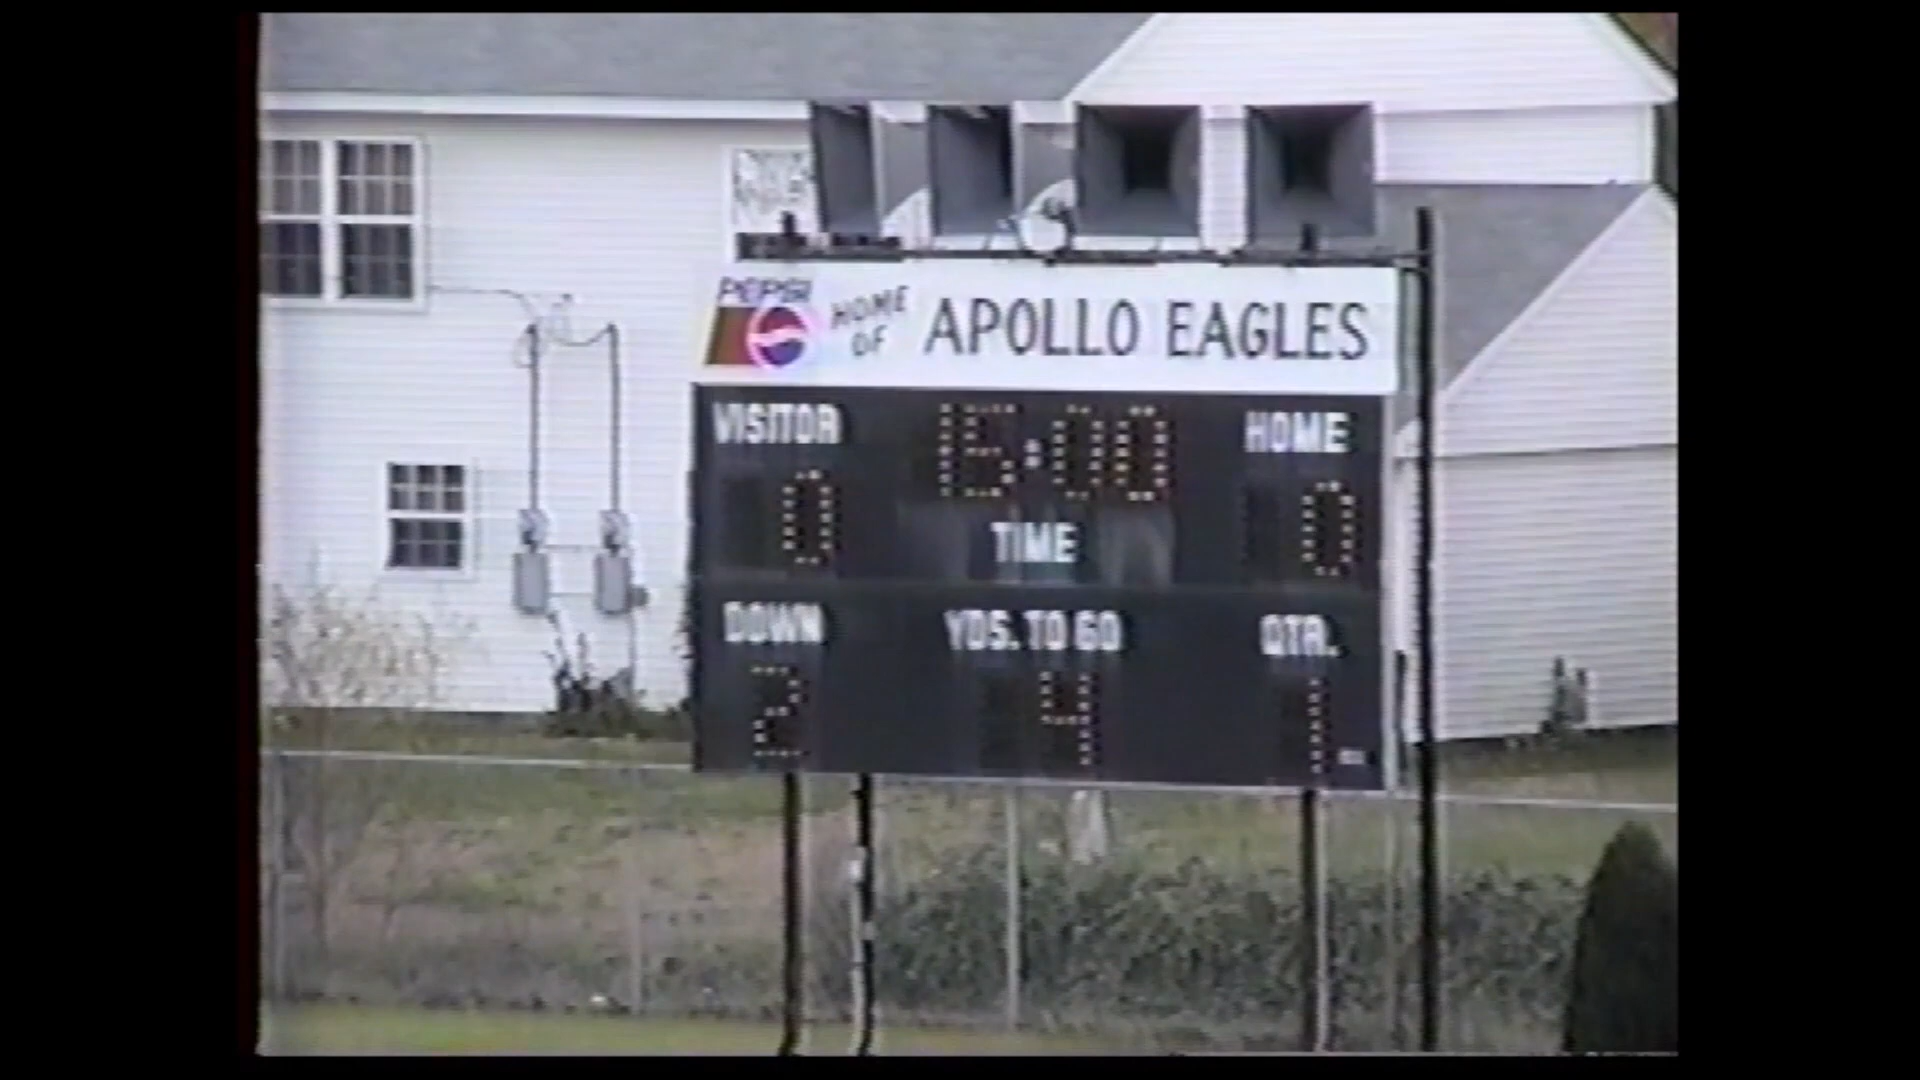 PEPSI
HOME
OF
APOLLO EAGLES
VISITOR
15:00
HOME
0
TIME
0
DOWN
YDS. TO GO
QTR.
2
4
1